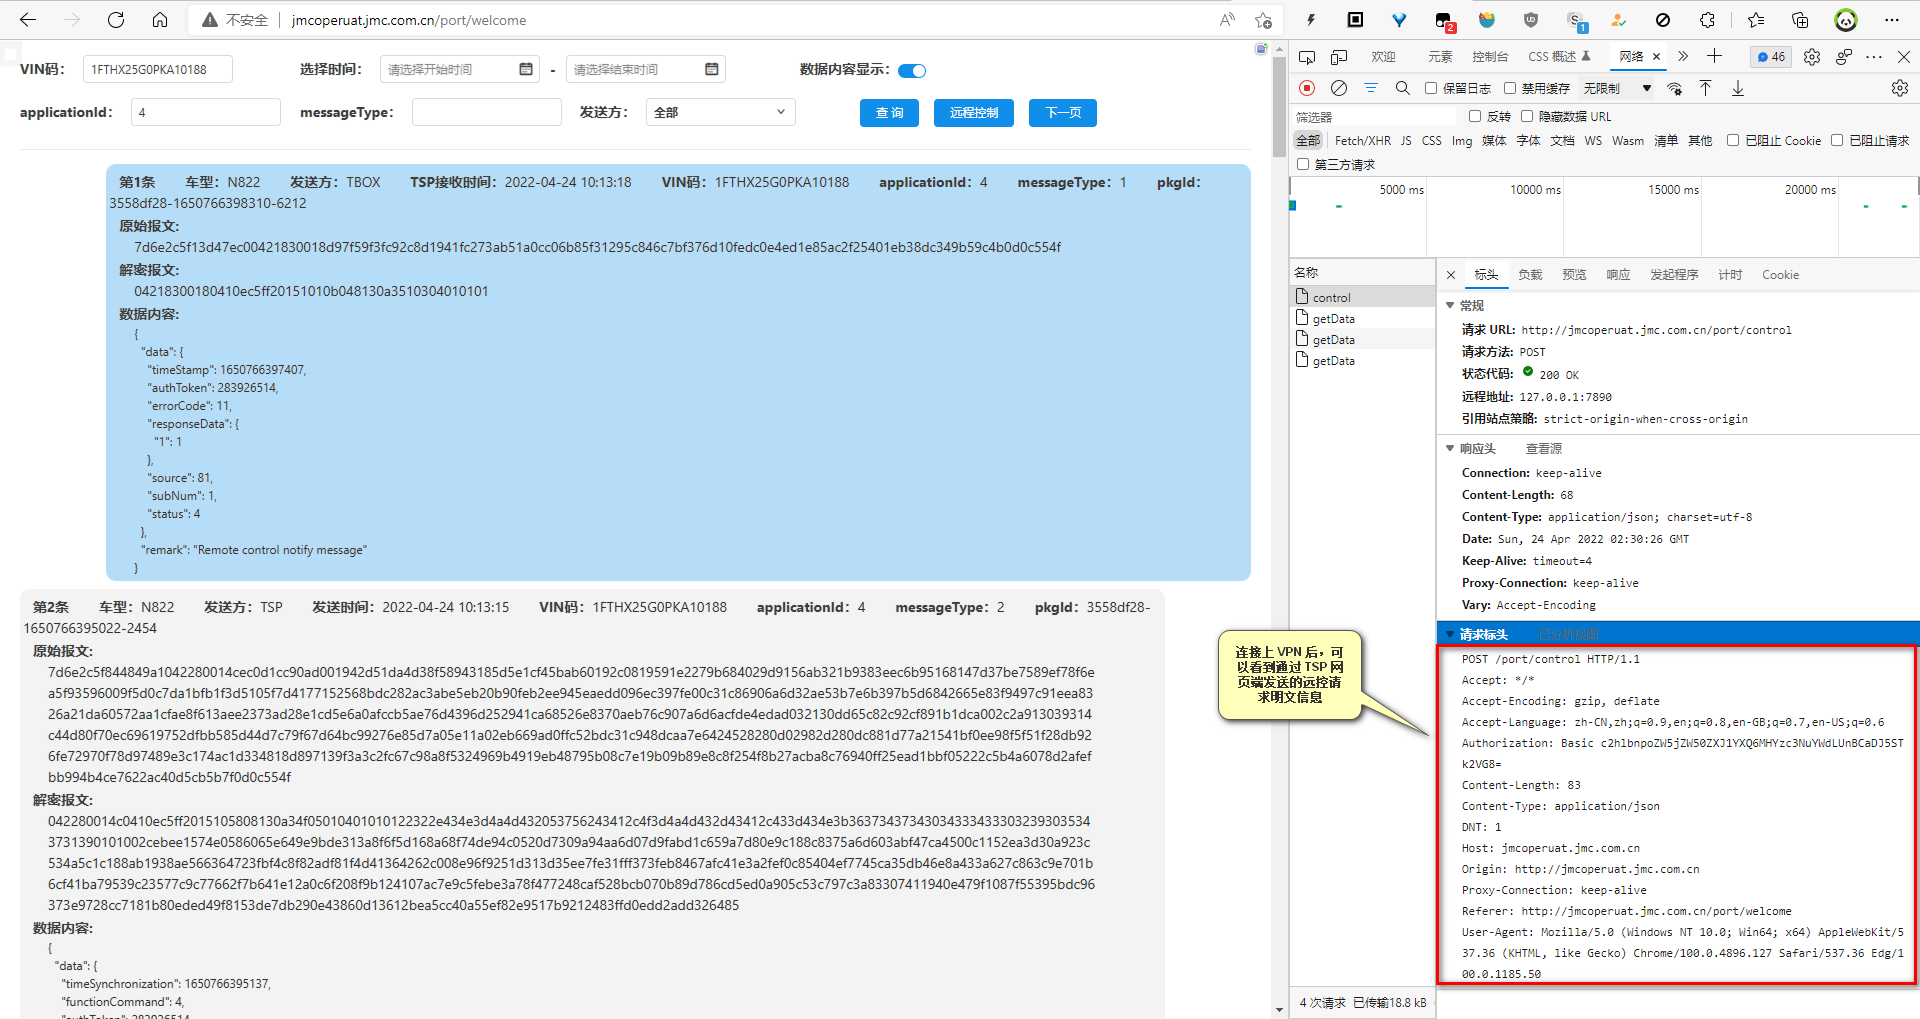 不安全 jmcoperuat.jmc.com.cn/port/welcome
VIN码： 1FTHX25G0PKA10188 选择时间： 请选择开始时间 - 请选择结束时间 数据内容显示：
applicationId： 4 messageType： 发送方： 全部 查 询 远程控制 下一页
第1条 车型：N822 发送方：TBOX TSP接收时间：2022-04-24 10:13:18 VIN码：1FTHX25G0PKA10188 applicationId：4 messageType：1 pkgId：
3558df28-1650766398310-6212
原始报文:
7d6e2c5f13d47ec00421830018d97f59f3fc92c8d1941fc273ab51a0cc06b85f31295c846c7bf376d10fedc0e4ed1e85ac2f25401eb38dc349b59c4b0d0c554f
解密报文:
04218300180410ec5ff20151010b048130a3510304010101
数据内容:
{
"data": {
"timeStamp": 1650766397407,
"authToken": 283926514,
"errorCode": 11,
"responseData": {
"1": 1
},
"source": 81,
"subNum": 1,
"status": 4
},
"remark": "Remote control notify message"
}
第2条 车型：N822 发送方：TSP 发送时间：2022-04-24 10:13:15 VIN码：1FTHX25G0PKA10188 applicationId：4 messageType：2 pkgId：3558df28-
1650766395022-2454
原始报文:
7d6e2c5f844849a1042280014cec0d1cc90ad001942d51da4d38f58943185d5e1cf45bab60192c0819591e2279b684029d9156ab321b9383eec6b95168147d37be7589ef78f6e
a5f93596009f5d0c7da1bfb1f3d5105f7d4177152568bdc282ac3abe5eb20b90feb2ee945eaedd096ec397fe00c31c86906a6d32ae53b7e6b397b5d6842665e83f9497c91eea83
26a21da60572aa1cfae8f613aee2373ad28e1cd5e6a0afccb5ae76d4396d252941ca68526e8370aeb76c907a6d6acfde4edad032130dd65c82c92cf891b1dca002c2a913039314
c44d80f70ec69619752dfbb585d44d7c79f67d64bc99276e85d7a05e11a02eb669ad0ffc52bdc31c948dcaa7e6424528280d02982d280dc881d77a21541bf0ee98f5f51f28db92
6fe72970f78d97489e3c174ac1d334818d897139f3a3c2fc67c98a8f5324969b4919eb48795b08c7e19b09b89e8c8f254f8b27acba8c76940ff25ead1bbf05222c5b4a6078d2afef
bb994b4ce7622ac40d5cb5b7f0d0c554f
解密报文:
042280014c0410ec5ff2015105808130a34f05010401010122322e434e3d4a4d432053756243412c4f3d4a4d432d43412c433d434e3b36373437343034333433303239303534
3731390101002cebee1574e0586065e649e9bde313a8f6f5d168a68f74de94c0520d7309a94aa6d07d9fabd1c659a7d80e9c188c8375a6d603abf47ca4500c1152ea3d30a923c
534a5c1c188ab1938ae566364723fbf4c8f82adf81f4d41364262c008e96f9251d313d35ee7fe31fff373feb8467afc41e3a2fef0c85404ef7745ca35db46e8a433a627c863c9e701b
6cf41ba79539c23577c9c77662f7b641e12a0c6f208f9b124107ac7e9c5febe3a78f477248caf528bcb070b89d786cd5ed0a905c53c797c3a83307411940e479f1087f55395bdc96
373e9728cc7181b80eded49f8153de7db290e43860d13612bea5cc40a55ef82e9517b9212483ffd0edd2add326485
数据内容:
{
"data": {
"timeSynchronization": 1650766395137,
"functionCommand": 4,
"authToken": 283926514
连接上 VPN 后，可
以看到通过 TSP 网
页端发送的远控请
求明文信息
欢迎 元素 控制台 CSS 概述 网络 46
保留日志 禁用缓存 无限制
筛选器 反转 隐藏数据 URL
全部 Fetch/XHR JS CSS Img 媒体 字体 文档 WS Wasm 清单 其他 已阻止 Cookie 已阻止请求
第三方请求
5000 ms 10000 ms 15000 ms 20000 ms
名称
control
getData
getData
getData
4 次请求 已传输18.8 kB
标头 负载 预览 响应 发起程序 计时 Cookie
常规
请求 URL: http://jmcoperuat.jmc.com.cn/port/control
请求方法: POST
状态代码: 200 OK
远程地址: 127.0.0.1:7890
引用站点策略: strict-origin-when-cross-origin
响应头 查看源
Connection: keep-alive
Content-Length: 68
Content-Type: application/json; charset=utf-8
Date: Sun, 24 Apr 2022 02:30:26 GMT
Keep-Alive: timeout=4
Proxy-Connection: keep-alive
Vary: Accept-Encoding
请求标头 已分析视图
POST /port/control HTTP/1.1
Accept: */*
Accept-Encoding: gzip, deflate
Accept-Language: zh-CN,zh;q=0.9,en;q=0.8,en-GB;q=0.7,en-US;q=0.6
Authorization: Basic c2hlbnpoZW5jZW50ZXJ1YXQ6MHYzc3NuYWdLUnBCaDJ5ST
k2VG8=
Content-Length: 83
Content-Type: application/json
DNT: 1
Host: jmcoperuat.jmc.com.cn
Origin: http://jmcoperuat.jmc.com.cn
Proxy-Connection: keep-alive
Referer: http://jmcoperuat.jmc.com.cn/port/welcome
User-Agent: Mozilla/5.0 (Windows NT 10.0; Win64; x64) AppleWebKit/5
37.36 (KHTML, like Gecko) Chrome/100.0.4896.127 Safari/537.36 Edg/1
00.0.1185.50